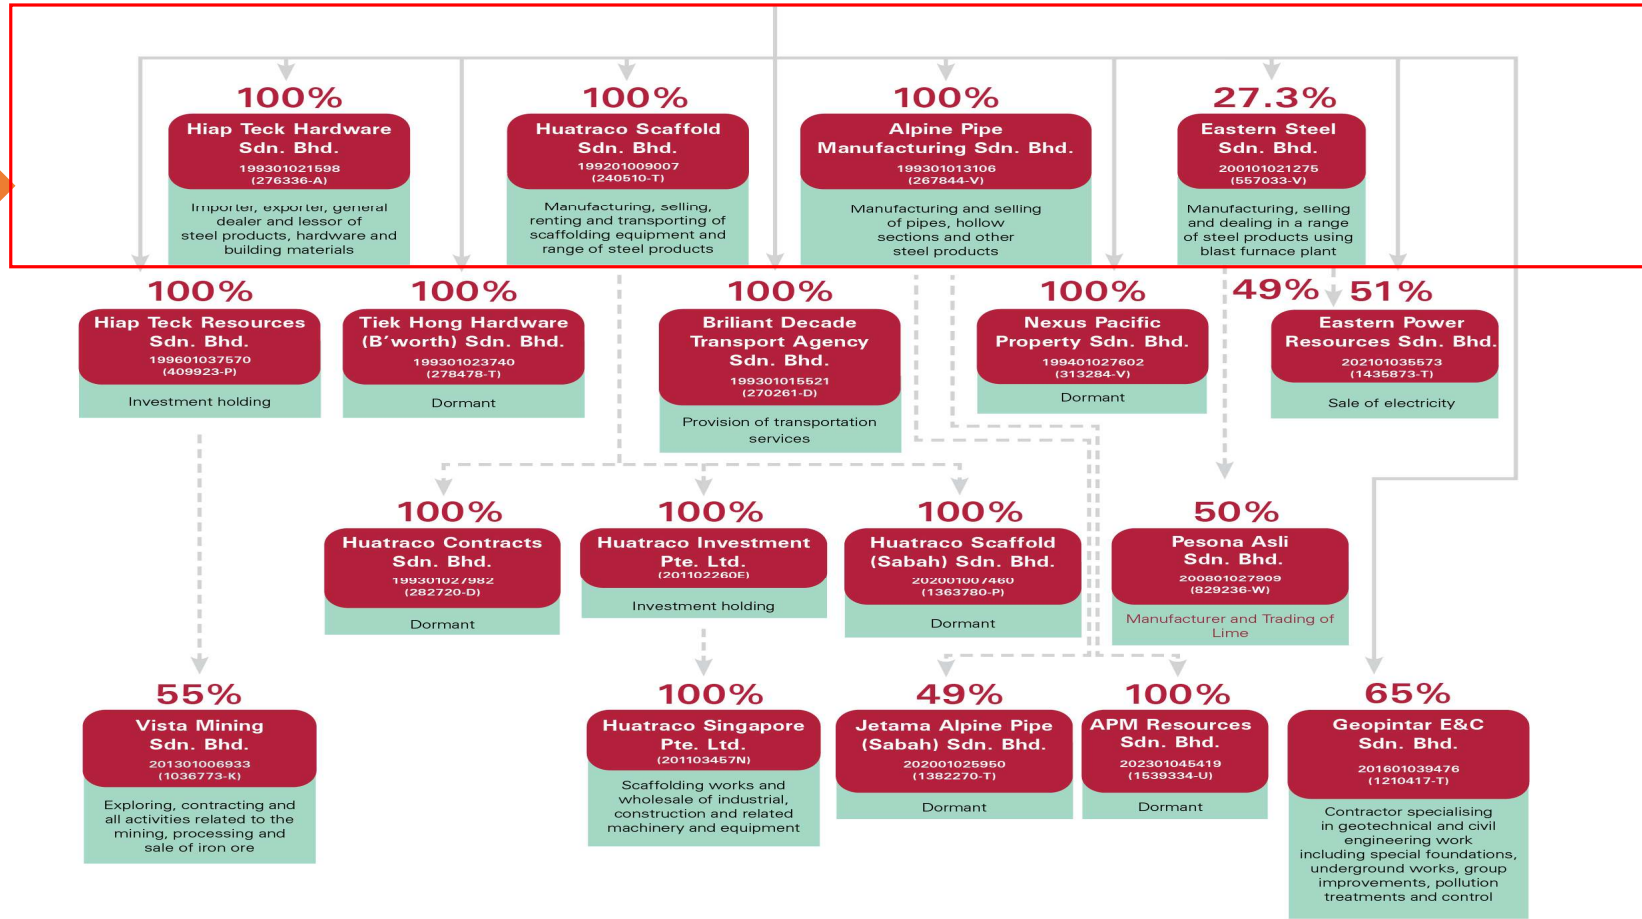 100%
Hiap Teck Hardware
Sdn. Bhd.
199301021598
(276336-A)
Importer, exporter, general
dealer and lessor of
steel products, hardware and
building materials
100%
Huatraco Scaffold
Sdn. Bhd.
199201009007
(240510-T)
Manufacturing, selling,
renting and transporting of
scaffolding equipment and
range of steel products
100%
Alpine Pipe
Manufacturing Sdn. Bhd.
199301013106
(267844-V)
Manufacturing and selling
of pipes, hollow
sections and other
steel products
27.3%
Eastern Steel
Sdn. Bhd.
200101021275
(557033-V)
Manufacturing, selling
and dealing in a range
of steel products using
blast furnace plant
100%
Hiap Teck Resources
Sdn. Bhd.
199601037570
(409923-P)
Investment holding
100%
Tiek Hong Hardware
(B'worth) Sdn. Bhd.
199301023740
(278478-T)
Dormant
100%
Briliant Decade
Transport Agency
Sdn. Bhd.
199301015521
(270261-D)
Provision of transportation
services
100%
Nexus Pacific
Property Sdn. Bhd.
199401027602
(313284-V)
Dormant
49% 51%
Eastern Power
Resources Sdn. Bhd.
202101035573
(1435873-T)
Sale of electricity
100%
Huatraco Contracts
Sdn. Bhd.
199301027982
(282720-D)
Dormant
100%
Huatraco Investment
Pte. Ltd.
(201102260E)
Investment holding
100%
Huatraco Scaffold
(Sabah) Sdn. Bhd.
202001007460
(1363780-P)
Dormant
50%
Pesona Asli
Sdn. Bhd.
200801027909
(829236-W)
Manufacturer and Trading of
Lime
55%
Vista Mining
Sdn. Bhd.
201301006933
(1036773-K)
Exploring, contracting and
all activities related to the
mining, processing and
sale of iron ore
100%
Huatraco Singapore
Pte. Ltd.
(201103457N)
Scaffolding works and
wholesale of industrial,
construction and related
machinery and equipment
49%
Jetama Alpine Pipe
(Sabah) Sdn. Bhd.
202001025950
(1382270-T)
Dormant
100%
APM Resources
Sdn. Bhd.
202301045419
(1539334-U)
Dormant
65%
Geopintar E&C
Sdn. Bhd.
201601039476
(1210417-T)
Contractor specialising
in geotechnical and civil
engineering work
including special foundations,
underground works, group
improvements, pollution
treatments and control